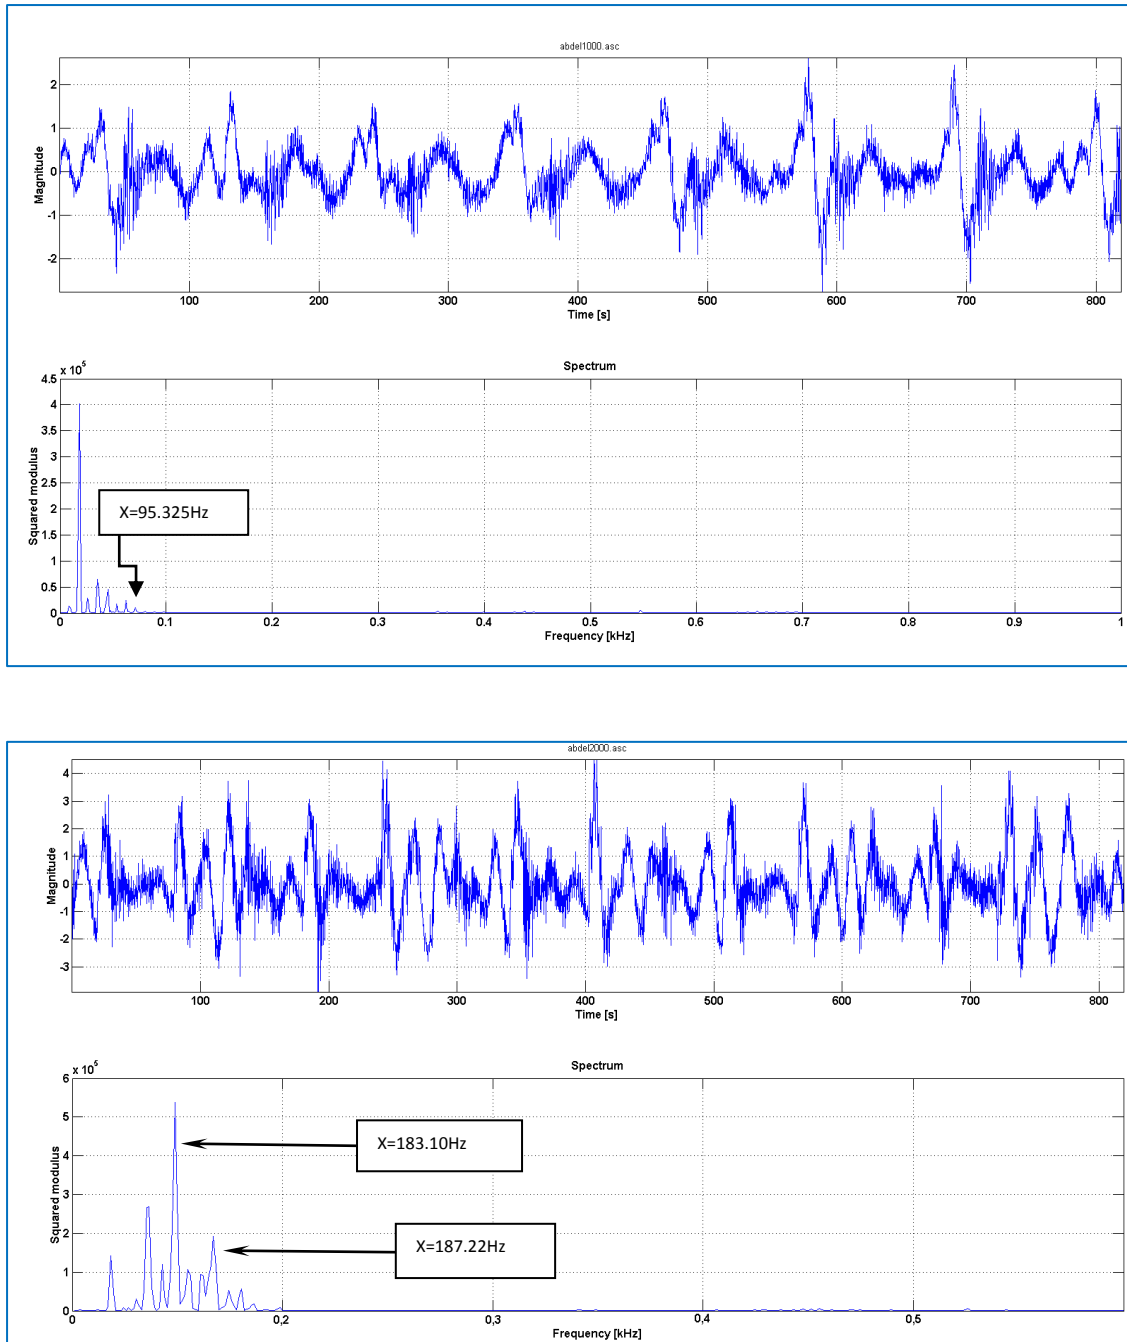 abdel1000.asc
2
1
0
-1
-2
Magnitude
100 200 300 400 500 600 700 800
Time [s]
Spectrum
x 10^5
4.5
4
3.5
3
2.5
2
1.5
1
0.5
0
Squared modulus
X=95.325Hz
0 0.1 0.2 0.3 0.4 0.5 0.6 0.7 0.8 0.9 1
Frequency [kHz]
abdel2000.asc
4
3
2
1
0
-1
-2
-3
Magnitude
100 200 300 400 500 600 700 800
Time [s]
Spectrum
x 10^5
6
5
4
3
2
1
0
Squared modulus
X=183.10Hz
X=187.22Hz
0 0,2 0,3 0,4 0,5
Frequency [kHz]